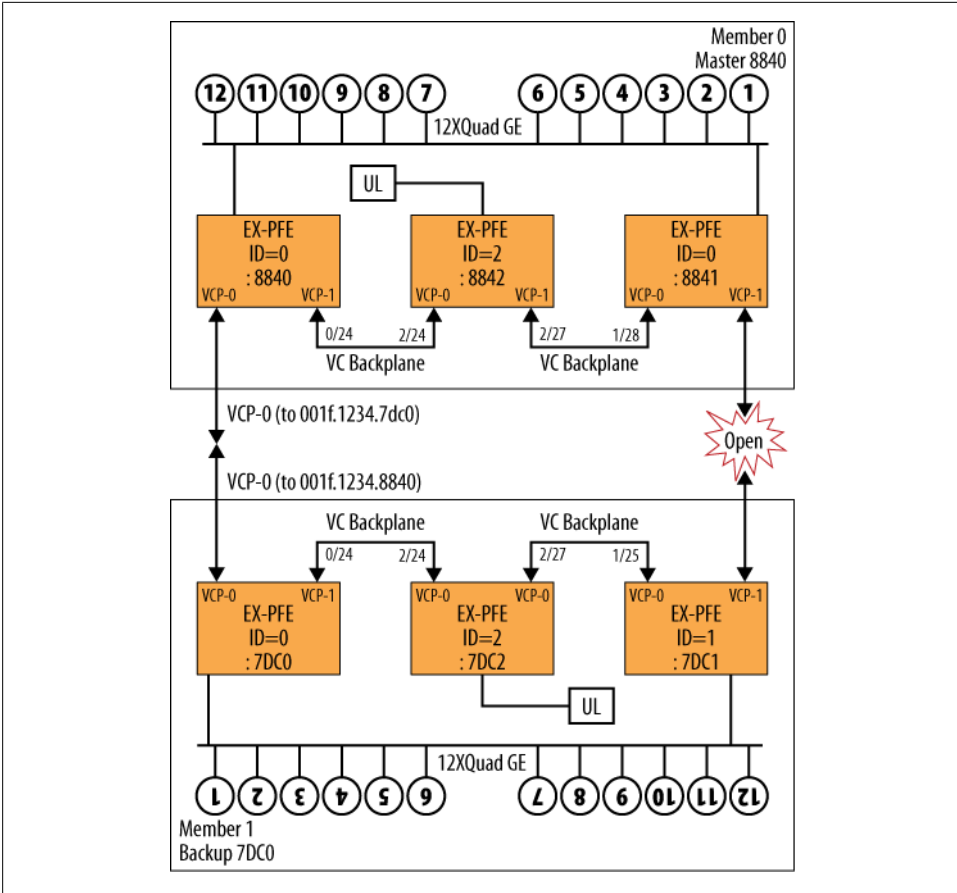 Member 0
Master 8840
12 11 10 9 8 7 6 5 4 3 2 1
12XQuad GE
UL
EX-PFE
ID=0
: 8840
VCP-0 VCP-1
EX-PFE
ID=2
: 8842
VCP-0 VCP-1
EX-PFE
ID=0
: 8841
VCP-0 VCP-1
0/24 2/24
VC Backplane
2/27 1/28
VC Backplane
VCP-0 (to 001f.1234.7dc0)
Open
VCP-0 (to 001f.1234.8840)
VC Backplane
0/24 2/24
VC Backplane
2/27 1/25
VCP-0 VCP-1
EX-PFE
ID=0
: 7DC0
VCP-0 VCP-0
EX-PFE
ID=2
: 7DC2
VCP-0 VCP-1
EX-PFE
ID=1
: 7DC1
UL
12XQuad GE
1 2 3 4 5 6 7 8 9 10 11 12
Member 1
Backup 7DC0